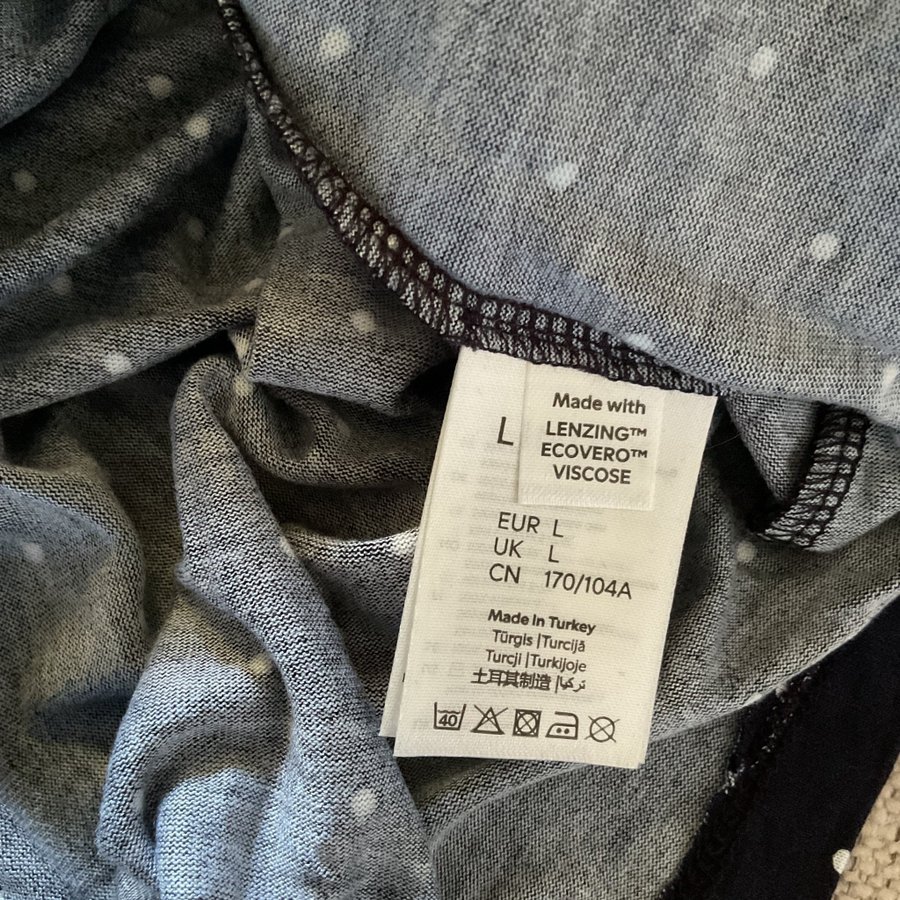 L
Made with
LENZING™
ECOVERO™
VISCOSE
EUR L
UK L
CN 170/104A
Made In Turkey
Türgis |Turcijā
Turcji |Turkijoje
土耳其制造 |تركيا
40